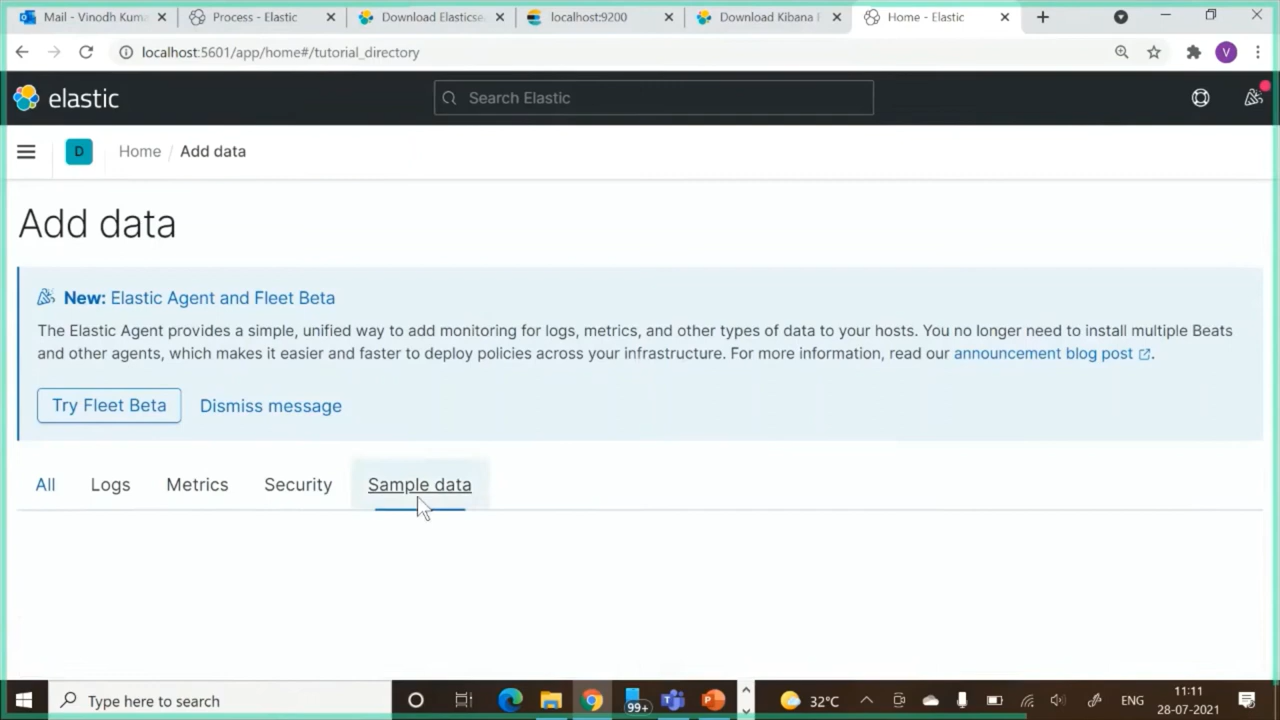 Mail - Vinodh Kuma
Process - Elastic
Download Elasticse
localhost:9200
Download Kibana F
Home - Elastic
localhost:5601/app/home#/tutorial_directory
V
elastic
Search Elastic
D
Home / Add data
Add data
New: Elastic Agent and Fleet Beta
The Elastic Agent provides a simple, unified way to add monitoring for logs, metrics, and other types of data to your hosts. You no longer need to install multiple Beats
and other agents, which makes it easier and faster to deploy policies across your infrastructure. For more information, read our announcement blog post.
Try Fleet Beta
Dismiss message
All
Logs
Metrics
Security
Sample data
Type here to search
99+
32°C
ENG
11:11
28-07-2021